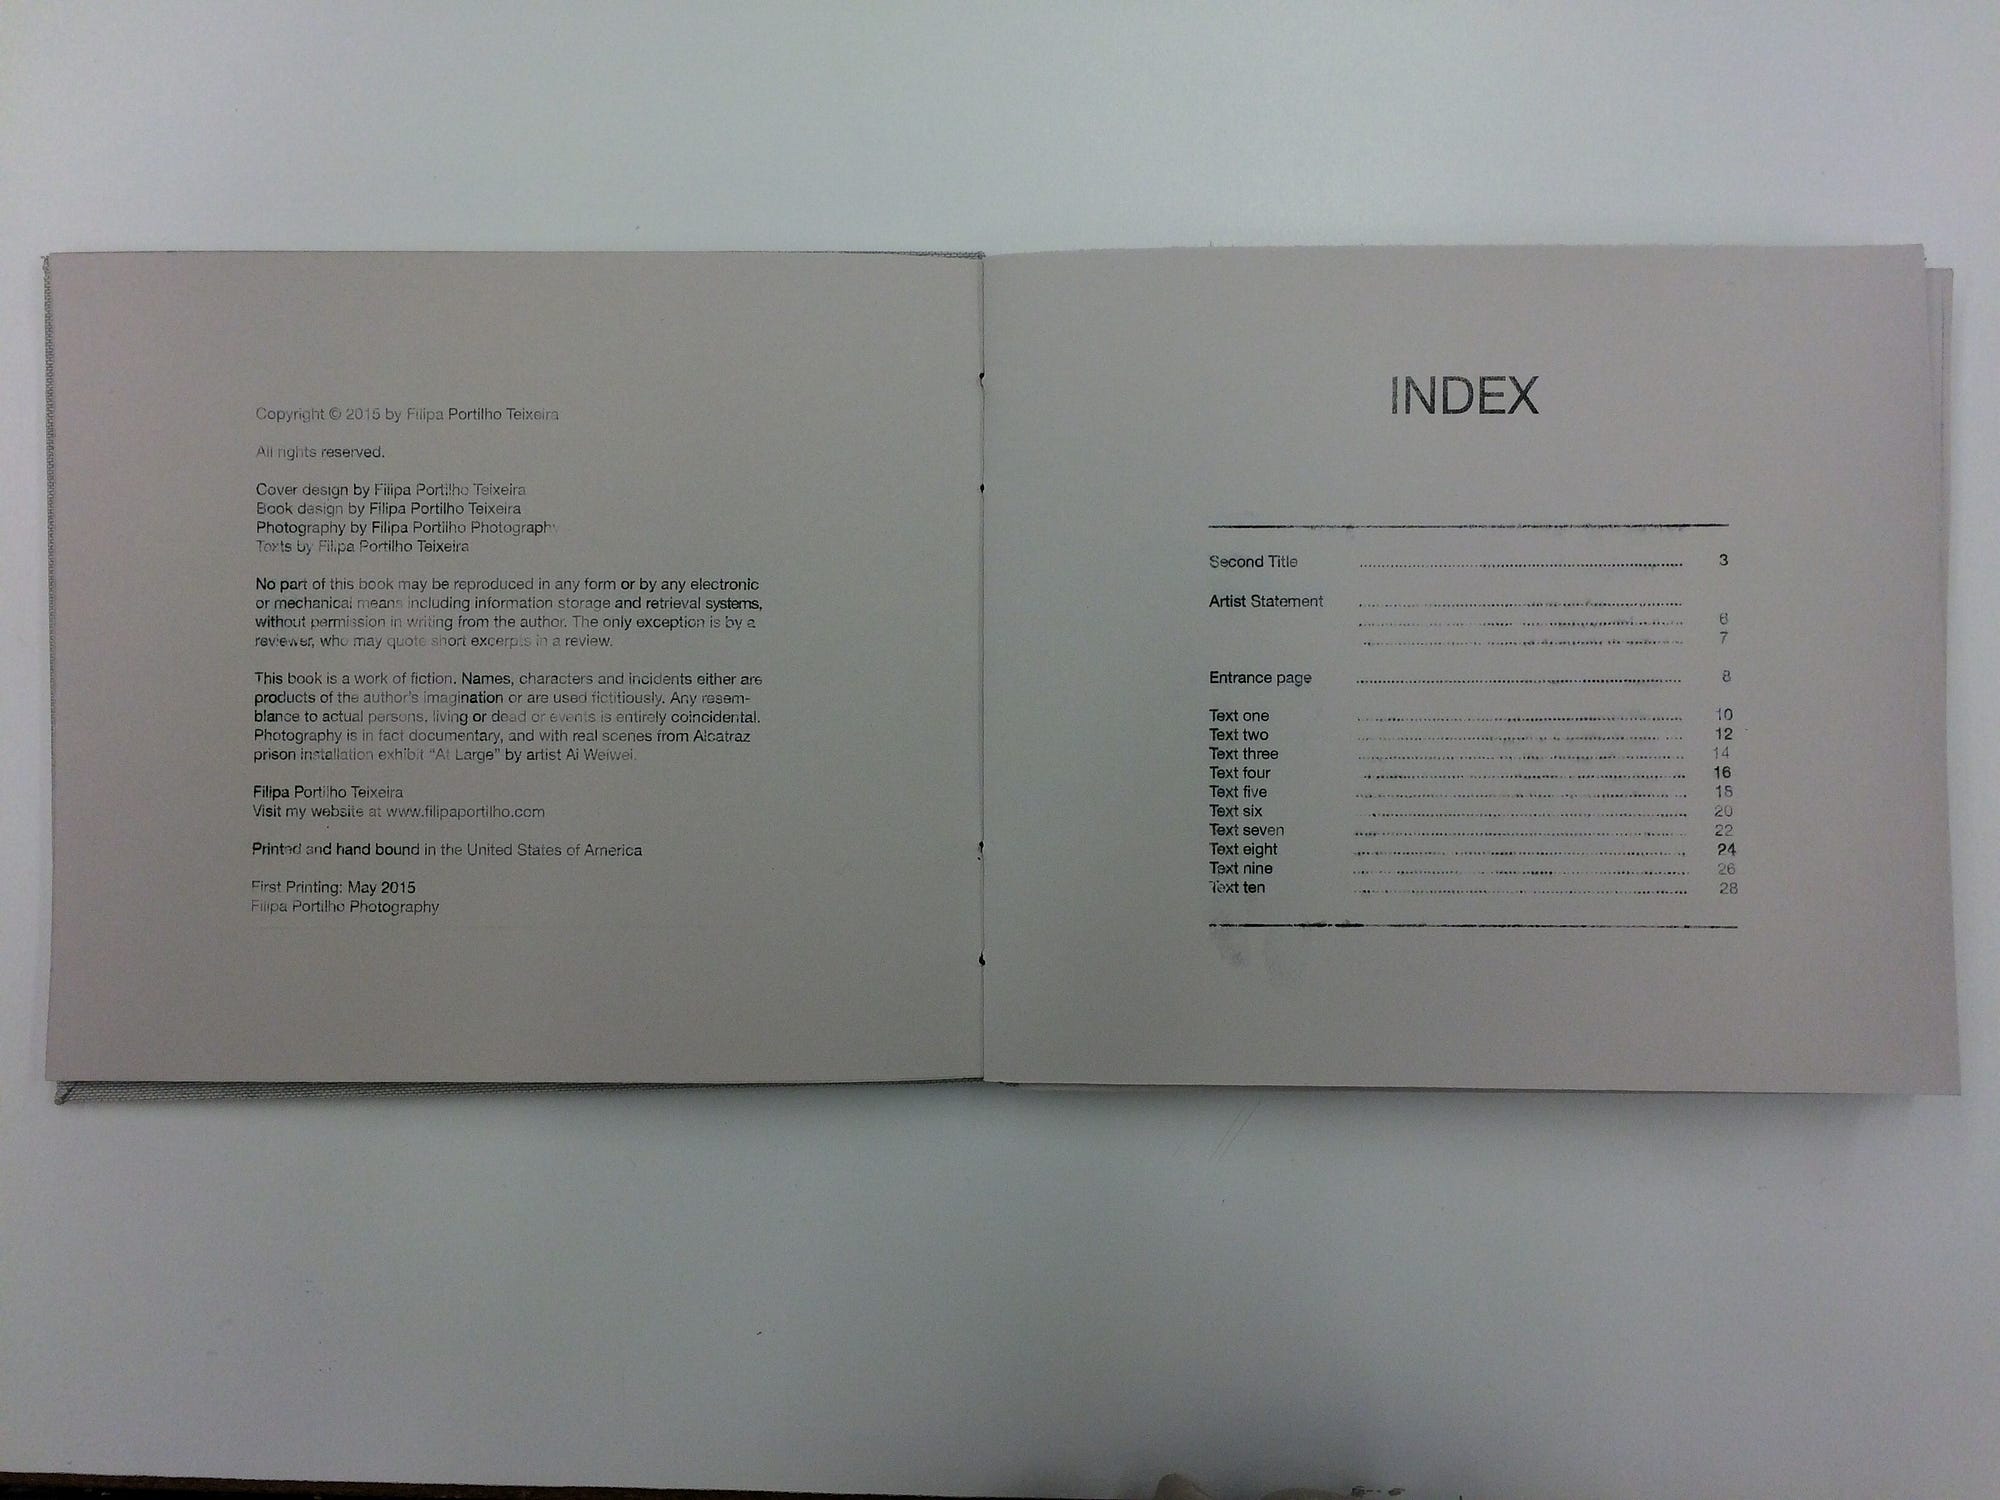 Copyright © 2015 by Filipa Portilho Teixeira
All rights reserved.
Cover design by Filipa Portilho Teixeira
Book design by Filipa Portilho Teixeira
Photography by Filipa Portilho Photography
Texts by Filipa Portilho Teixeira
No part of this book may be reproduced in any form or by any electronic
or mechanical means including information storage and retrieval systems,
without permission in writing from the author. The only exception is by a
reviewer, who may quote short excerpts in a review.
This book is a work of fiction. Names, characters and incidents either are
products of the author's imagination or are used fictitiously. Any resem-
blance to actual persons, living or dead or events is entirely coincidental.
Photography is in fact documentary, and with real scenes from Alcatraz
prison installation exhibit “At Large” by artist Ai Weiwei.
Filipa Portilho Teixeira
Visit my website at www.filipaportilho.com
Printed and hand bound in the United States of America
First Printing: May 2015
Filipa Portilho Photography
INDEX
Second Title ........ 3
Artist Statement ........
........ 6
........ 7
Entrance page ........ 8
Text one ........ 10
Text two ........ 12
Text three ........ 14
Text four ........ 16
Text five ........ 18
Text six ........ 20
Text seven ........ 22
Text eight ........ 24
Text nine ........ 26
Text ten ........ 28